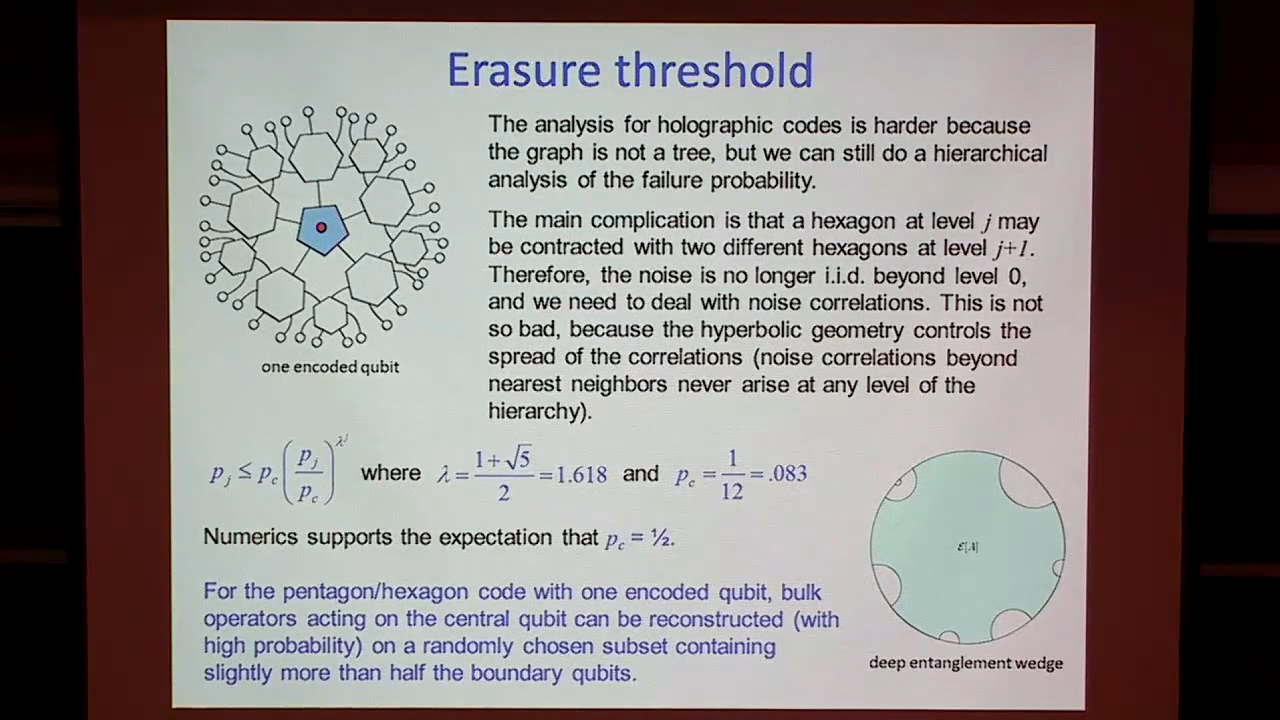 Erasure threshold
The analysis for holographic codes is harder because
the graph is not a tree, but we can still do a hierarchical
analysis of the failure probability.
The main complication is that a hexagon at level j may
be contracted with two different hexagons at level j+1.
Therefore, the noise is no longer i.i.d. beyond level 0,
and we need to deal with noise correlations. This is not
so bad, because the hyperbolic geometry controls the
spread of the correlations (noise correlations beyond
nearest neighbors never arise at any level of the
hierarchy).
one encoded qubit
p_j ≤ p_c (p_j / p_c)^{λ^j} where λ = (1+√5)/2 = 1.618 and p_c = 1/12 = .083
Numerics supports the expectation that p_c = ½.
ℰ[A]
For the pentagon/hexagon code with one encoded qubit, bulk
operators acting on the central qubit can be reconstructed (with
high probability) on a randomly chosen subset containing
slightly more than half the boundary qubits.
deep entanglement wedge